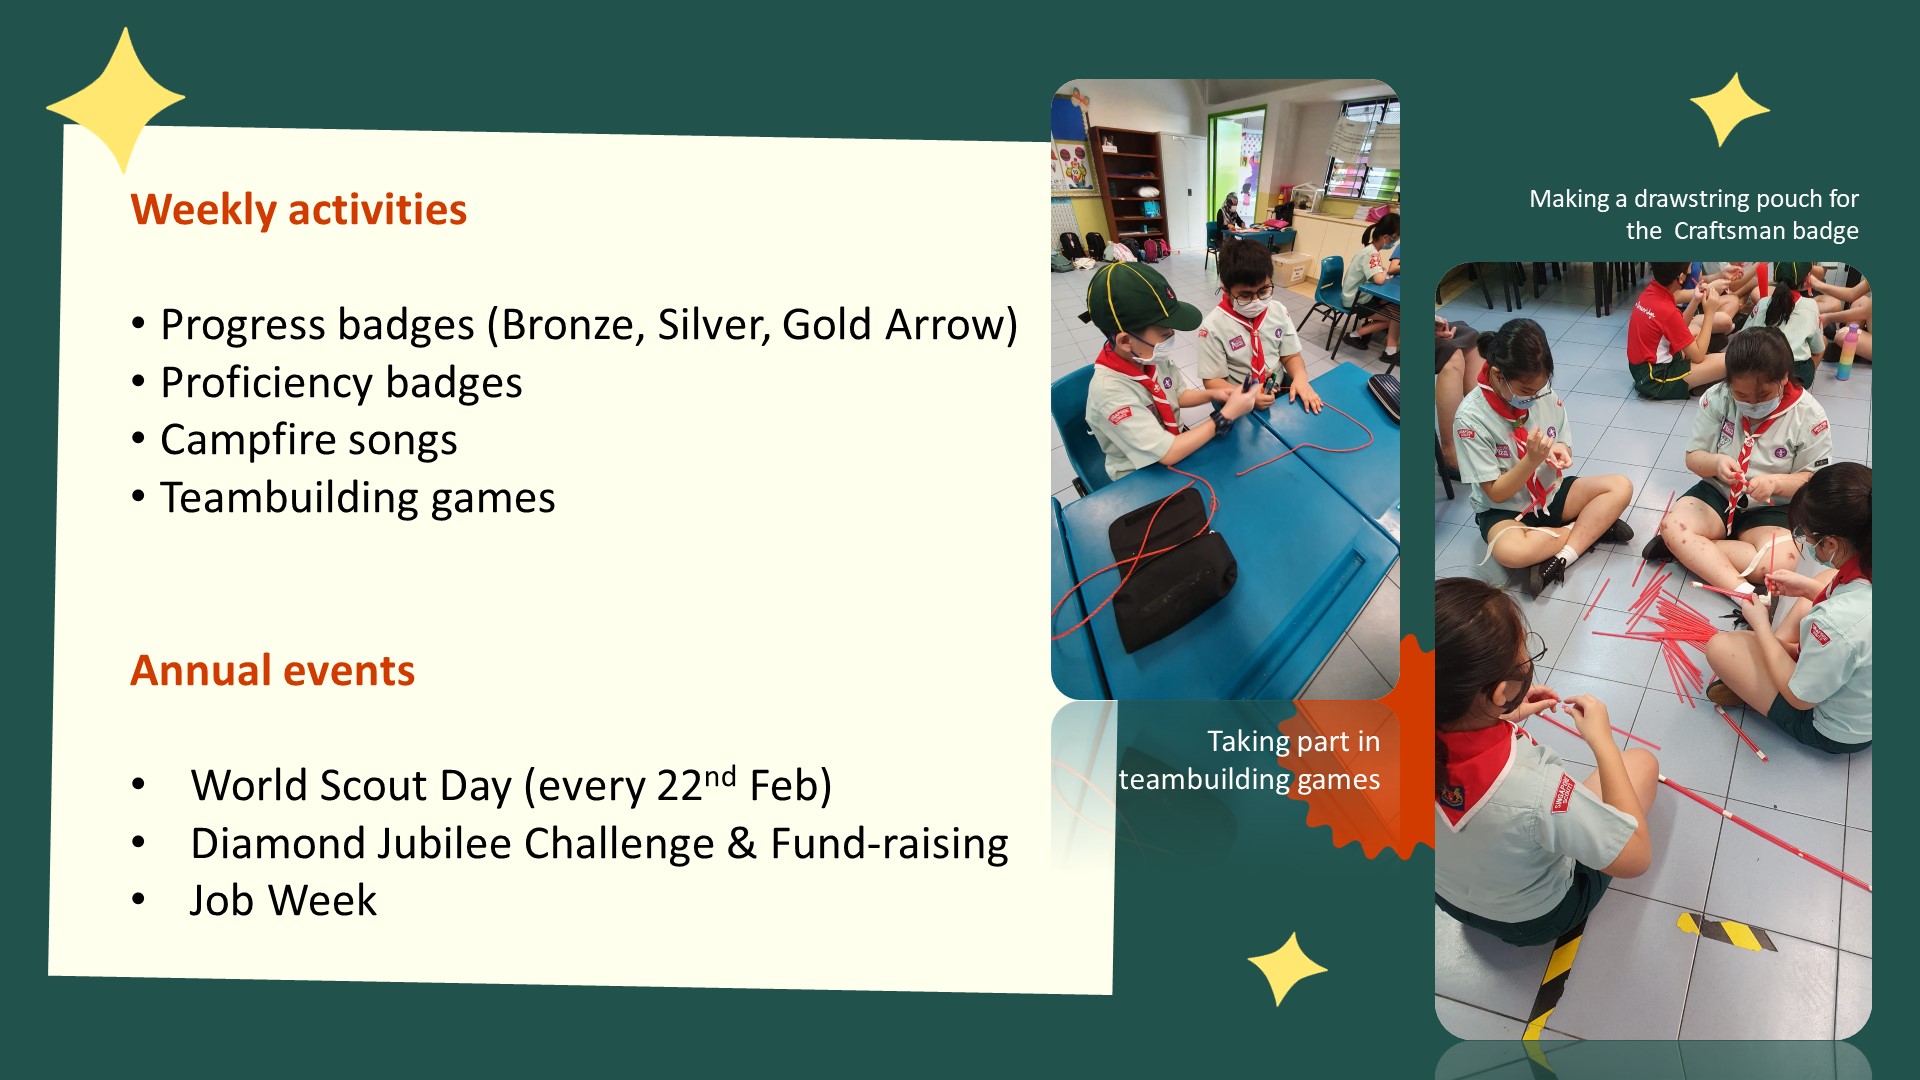 Weekly activities
• Progress badges (Bronze, Silver, Gold Arrow)
• Proficiency badges
• Campfire songs
• Teambuilding games
Annual events
• World Scout Day (every 22nd Feb)
• Diamond Jubilee Challenge & Fund-raising
• Job Week
Taking part in
teambuilding games
Making a drawstring pouch for
the Craftsman badge
SINGAPORE
SCOUT